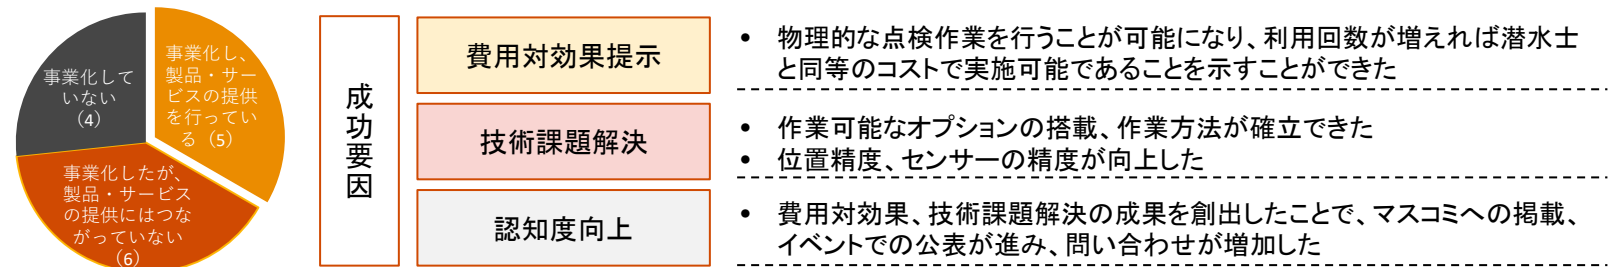 事業化し、
製品・サー
ビスの提供
を行ってい
る（5）
事業化して
いない
（4）
事業化したが、
製品・サービス
の提供にはつな
がっていない
（6）
成功要因
費用対効果提示
• 物理的な点検作業を行うことが可能になり、利用回数が増えれば潜水士
と同等のコストで実施可能であることを示すことができた
技術課題解決
• 作業可能なオプションの搭載、作業方法が確立できた
• 位置精度、センサーの精度が向上した
認知度向上
• 費用対効果、技術課題解決の成果を創出したことで、マスコミへの掲載、
イベントでの公表が進み、問い合わせが増加した